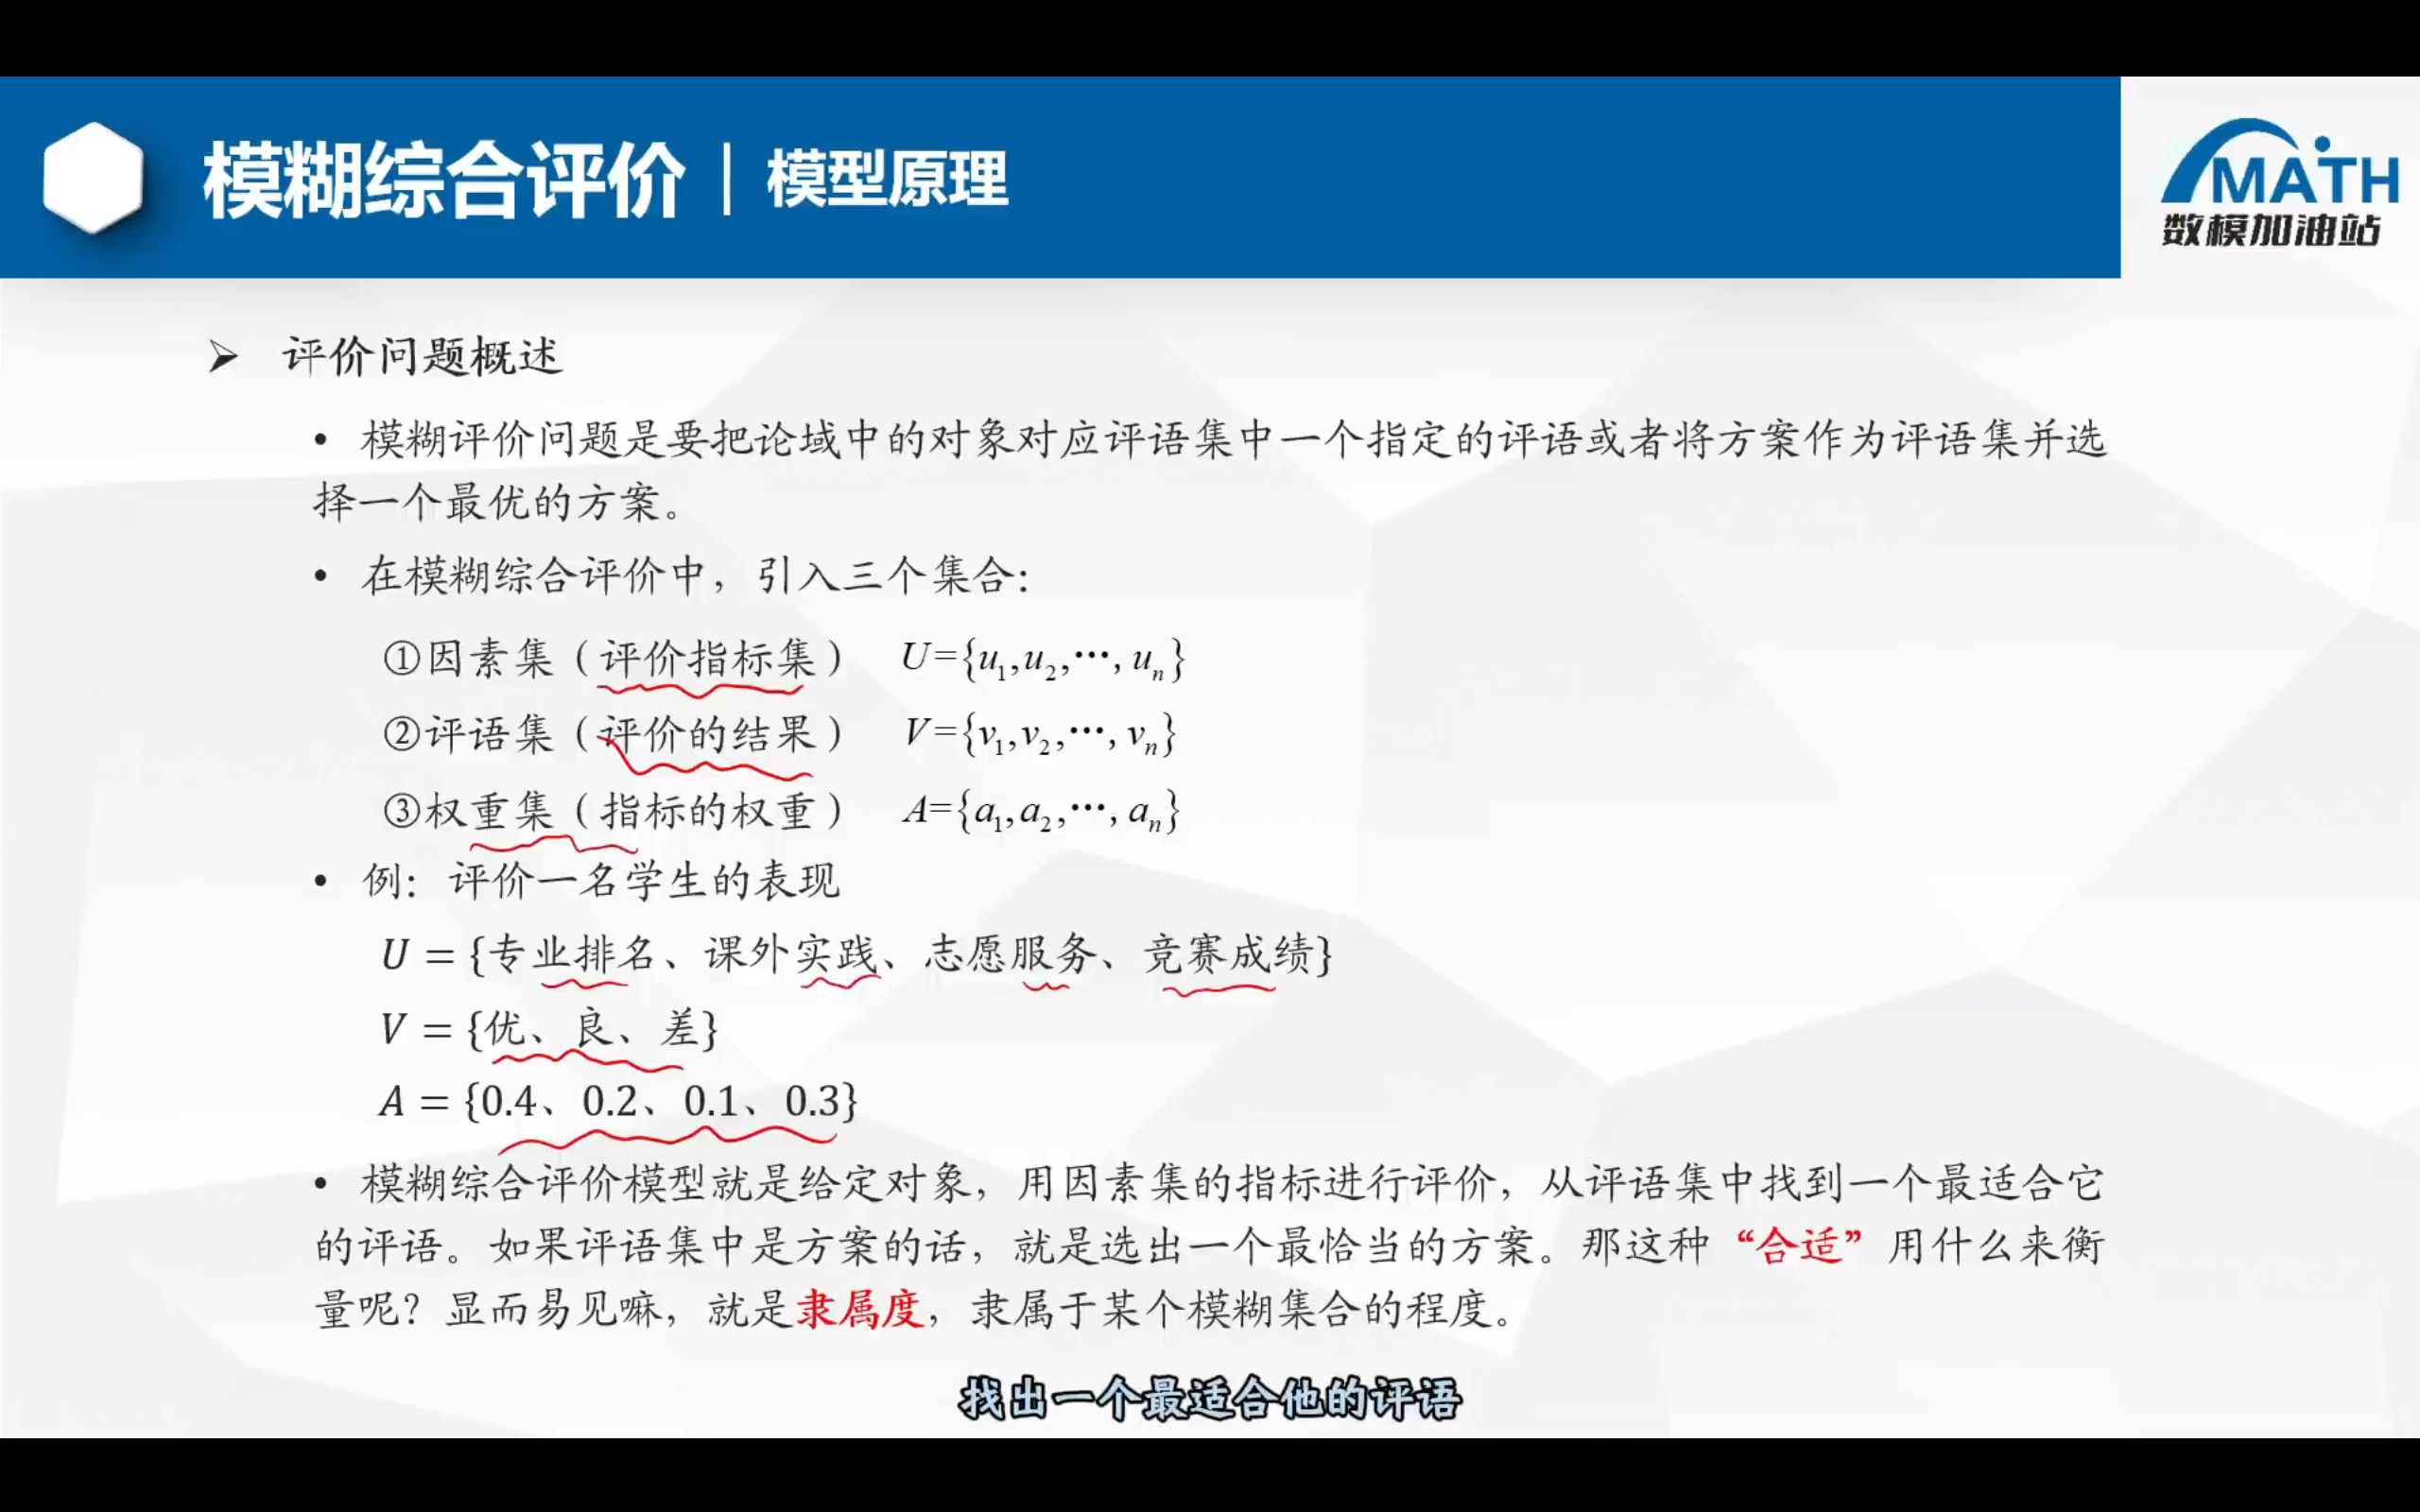 模糊综合评价｜模型原理
MATH
数模加油站
➢ 评价问题概述
• 模糊评价问题是要把论域中的对象对应评语集中一个指定的评语或者将方案作为评语集并选
择一个最优的方案。
• 在模糊综合评价中，引入三个集合：
①因素集（评价指标集） U={u₁,u₂,⋯,uₙ}
②评语集（评价的结果） V={v₁,v₂,⋯,vₙ}
③权重集（指标的权重） A={a₁,a₂,⋯,aₙ}
• 例：评价一名学生的表现
U = {专业排名、课外实践、志愿服务、竞赛成绩}
V = {优、良、差}
A = {0.4、0.2、0.1、0.3}
• 模糊综合评价模型就是给定对象，用因素集的指标进行评价，从评语集中找到一个最适合它
的评语。如果评语集中是方案的话，就是选出一个最恰当的方案。那这种“合适”用什么来衡
量呢？显而易见嘛，就是隶属度，隶属于某个模糊集合的程度。
找出一个最适合他的评语